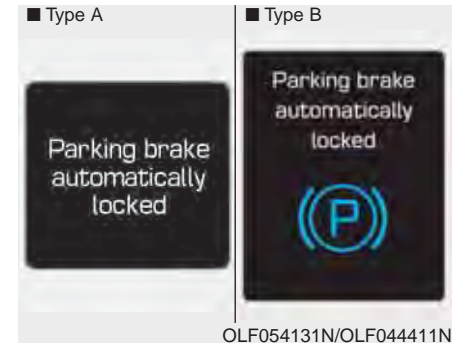 ■ Type A
■ Type B
Parking brake
automatically
locked
Parking brake
automatically
locked
P
OLF054131N/OLF044411N